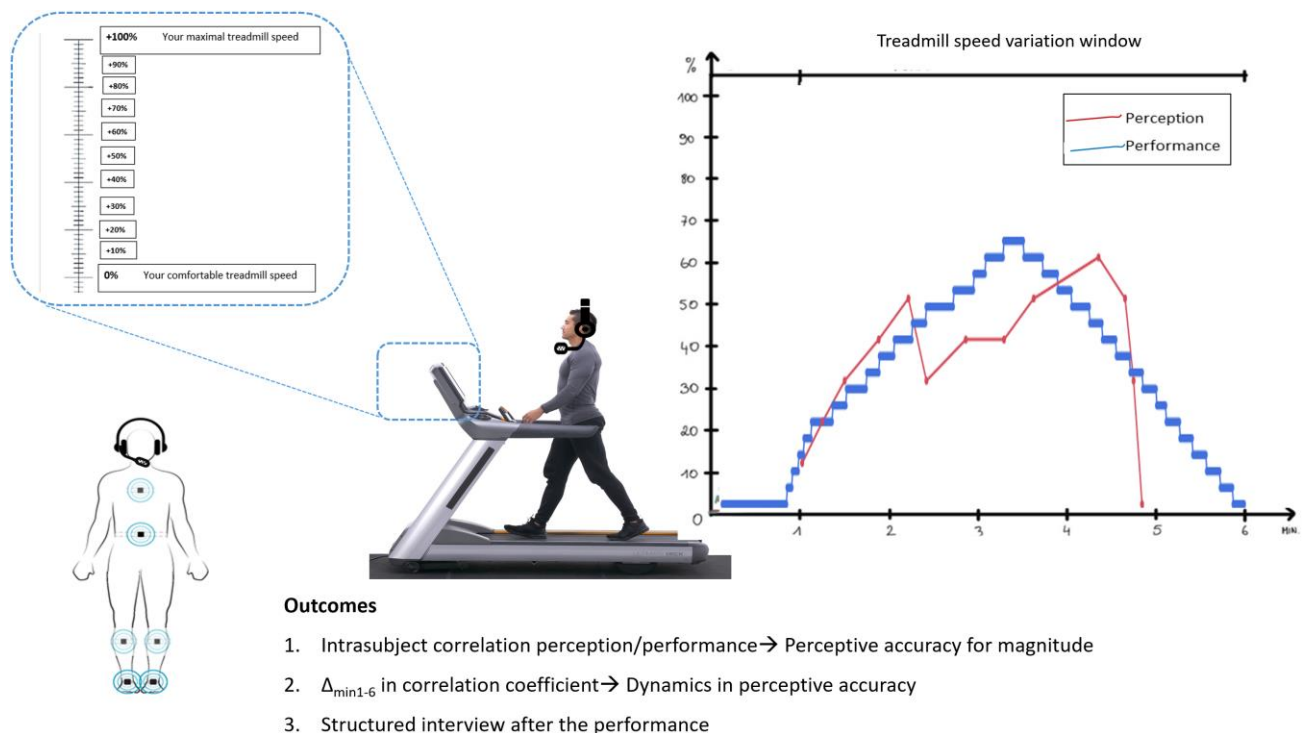 +100% Your maximal treadmill speed
+90%
+80%
+70%
+60%
+50%
+40%
+30%
+20%
+10%
0% Your comfortable treadmill speed
Treadmill speed variation window
%
100
90
80
70
60
50
40
30
20
10
0
1 2 3 4 5 6 MIN.
Perception
Performance
Outcomes
1. Intrasubject correlation perception/performance→ Perceptive accuracy for magnitude
2. Δmin1-6 in correlation coefficient→ Dynamics in perceptive accuracy
3. Structured interview after the performance